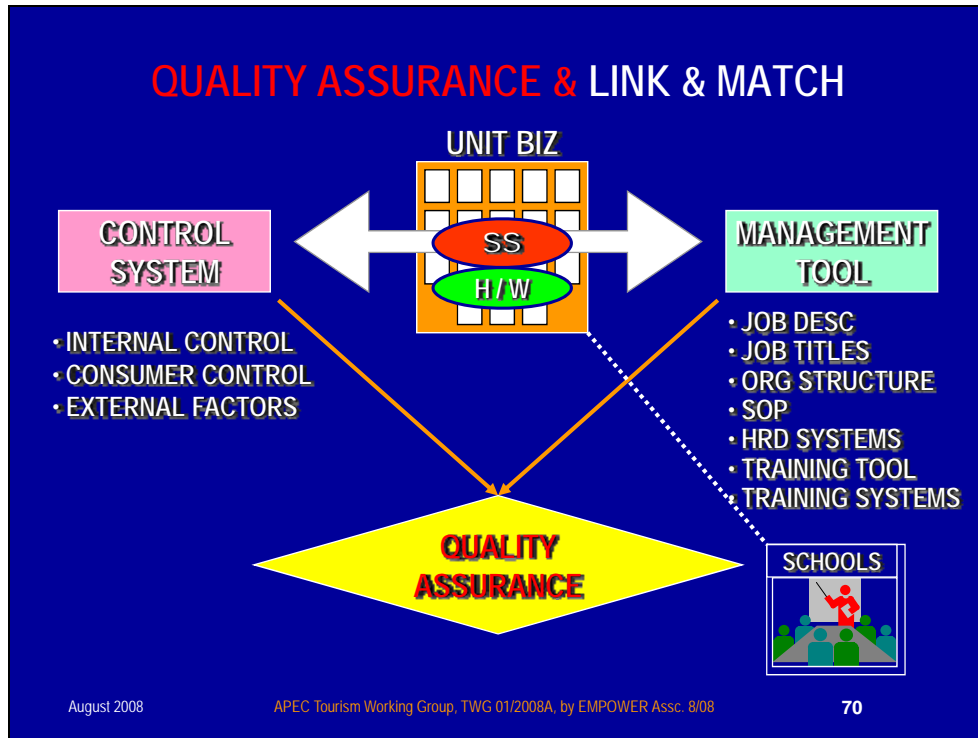 QUALITY ASSURANCE & LINK & MATCH
UNIT BIZ
CONTROL
SYSTEM
SS
H / W
MANAGEMENT
TOOL
• INTERNAL CONTROL
• CONSUMER CONTROL
• EXTERNAL FACTORS
• JOB DESC
• JOB TITLES
• ORG STRUCTURE
• SOP
• HRD SYSTEMS
• TRAINING TOOL
• TRAINING SYSTEMS
QUALITY
ASSURANCE
SCHOOLS
August 2008
APEC Tourism Working Group, TWG 01/2008A, by EMPOWER Assc. 8/08
70